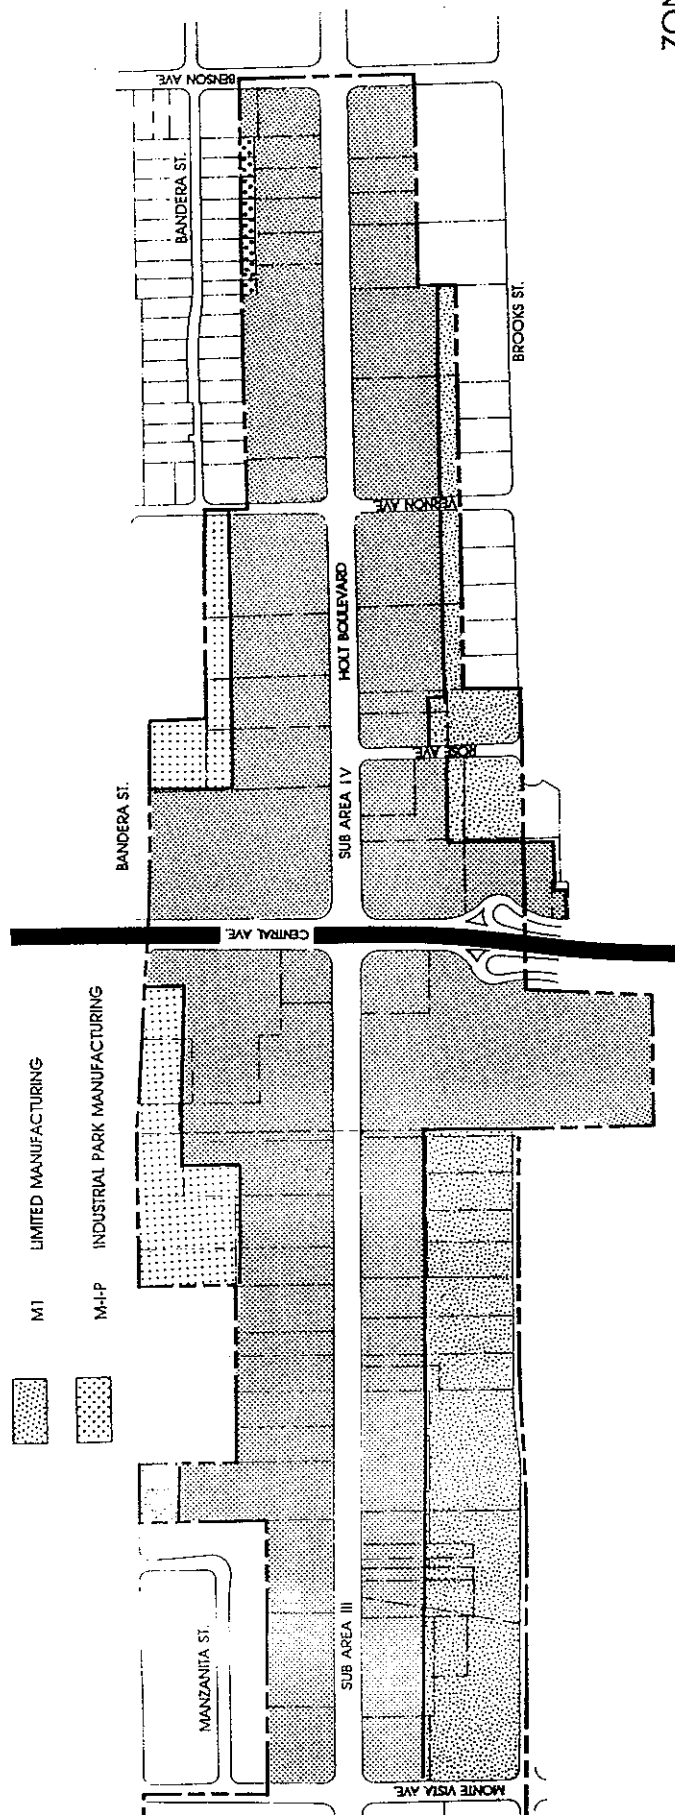 ZON
M1 LIMITED MANUFACTURING
M-I-P INDUSTRIAL PARK MANUFACTURING
MANZANITA ST.
BANDERA ST.
BANDERA ST.
BENSON AVE.
MONTE VISTA AVE.
SUB AREA III
CENTRAL AVE.
SUB AREA IV
HOLT BOULEVARD
ROSE AVE.
VERNON AVE.
BROOKS ST.